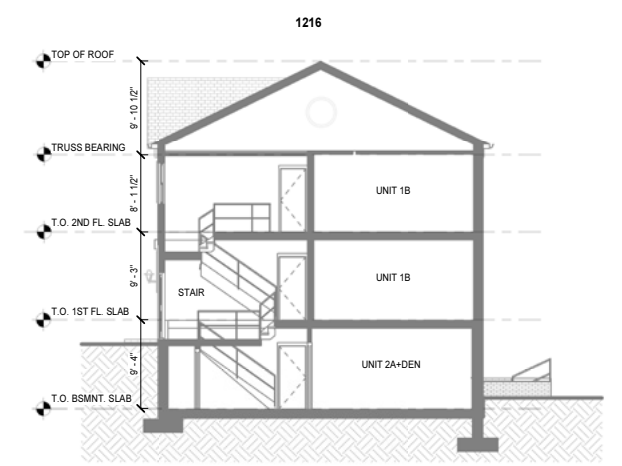 1216
TOP OF ROOF
9' - 10 1/2"
TRUSS BEARING
8' - 1 1/2"
UNIT 1B
T.O. 2ND FL. SLAB
9' - 3"
UNIT 1B
STAIR
T.O. 1ST FL. SLAB
9' - 4"
UNIT 2A+DEN
T.O. BSMNT. SLAB